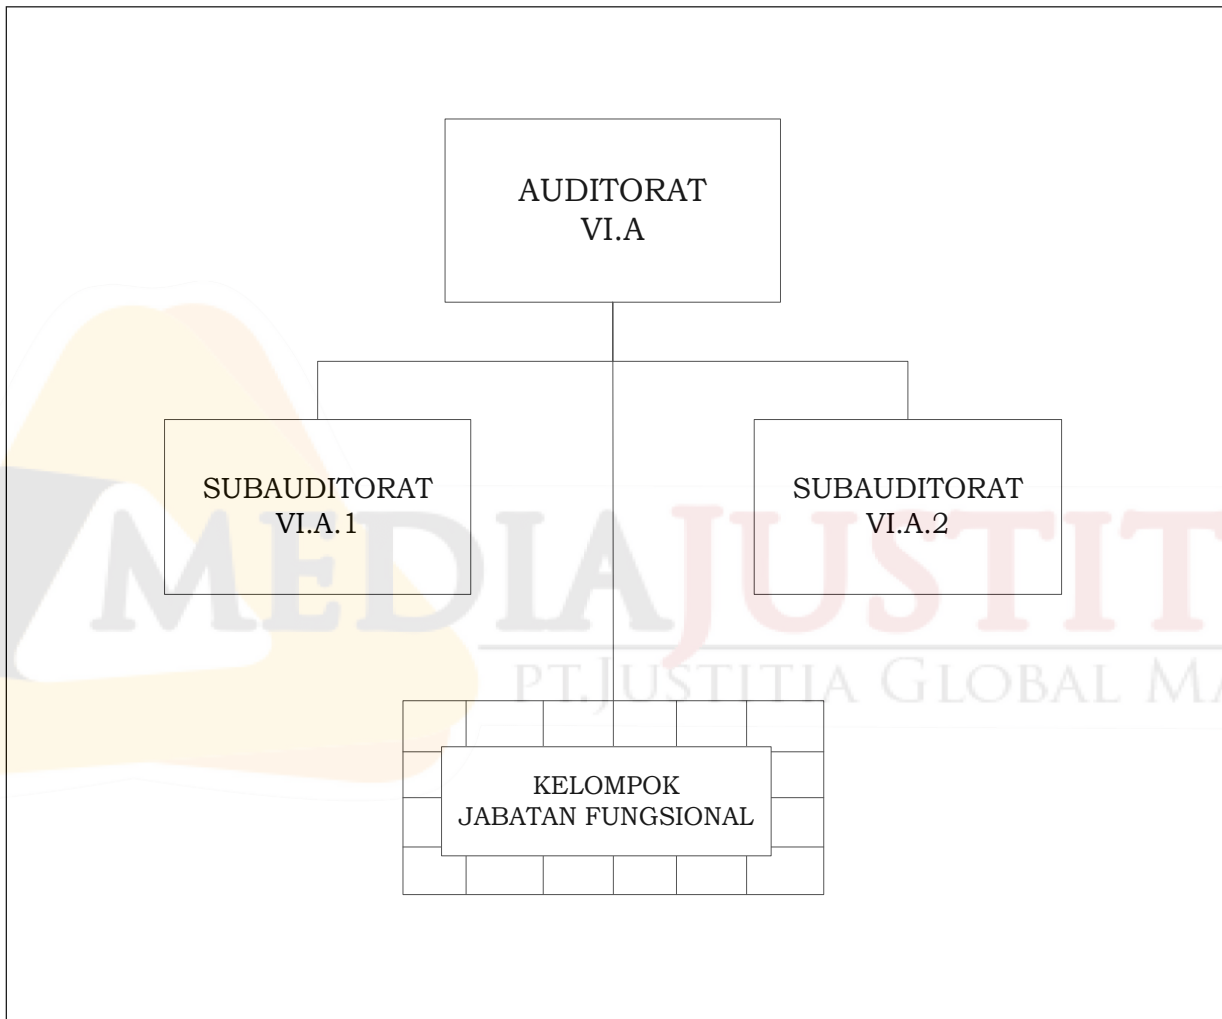 AUDITORAT
VI.A
SUBAUDITORAT
VI.A.1
SUBAUDITORAT
VI.A.2
MEDIAJUSTIT
PT.JUSTITIA GLOBAL MA
KELOMPOK
JABATAN FUNGSIONAL